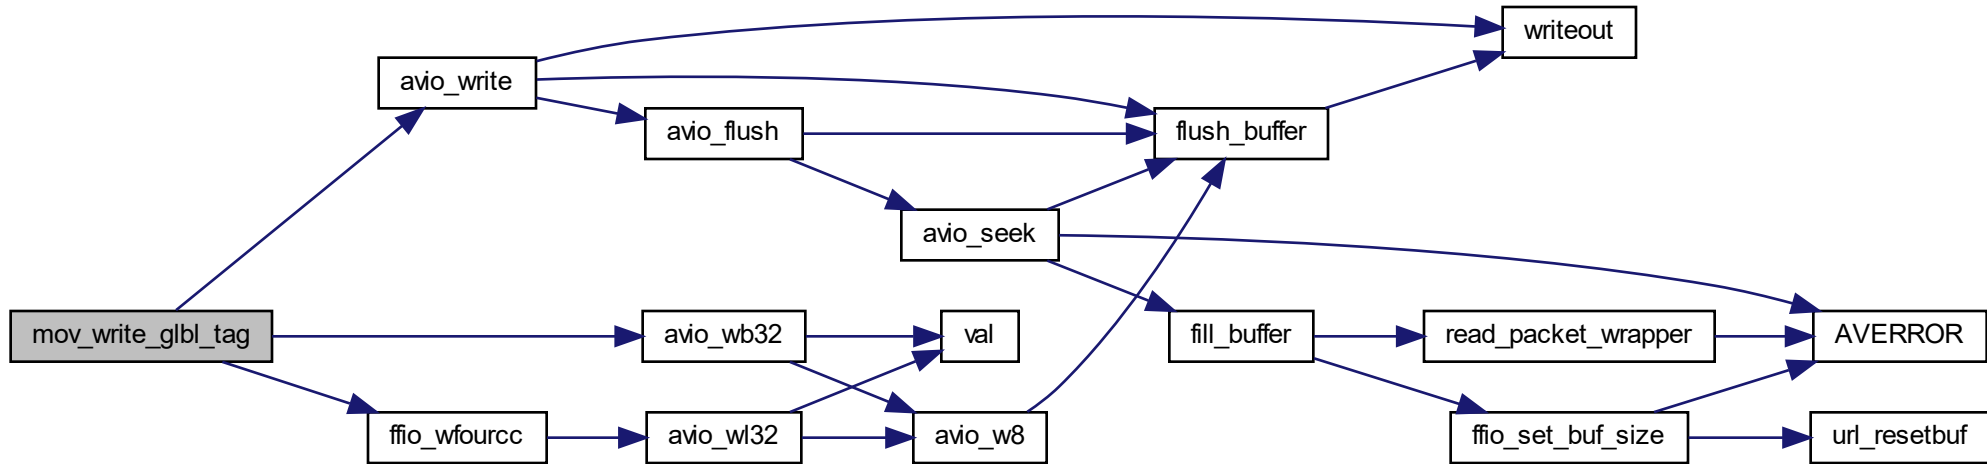 writeout
avio_write
avio_flush
flush_buffer
avio_seek
mov_write_glbl_tag
avio_wb32
val
fill_buffer
read_packet_wrapper
AVERROR
ffio_wfourcc
avio_wl32
avio_w8
ffio_set_buf_size
url_resetbuf